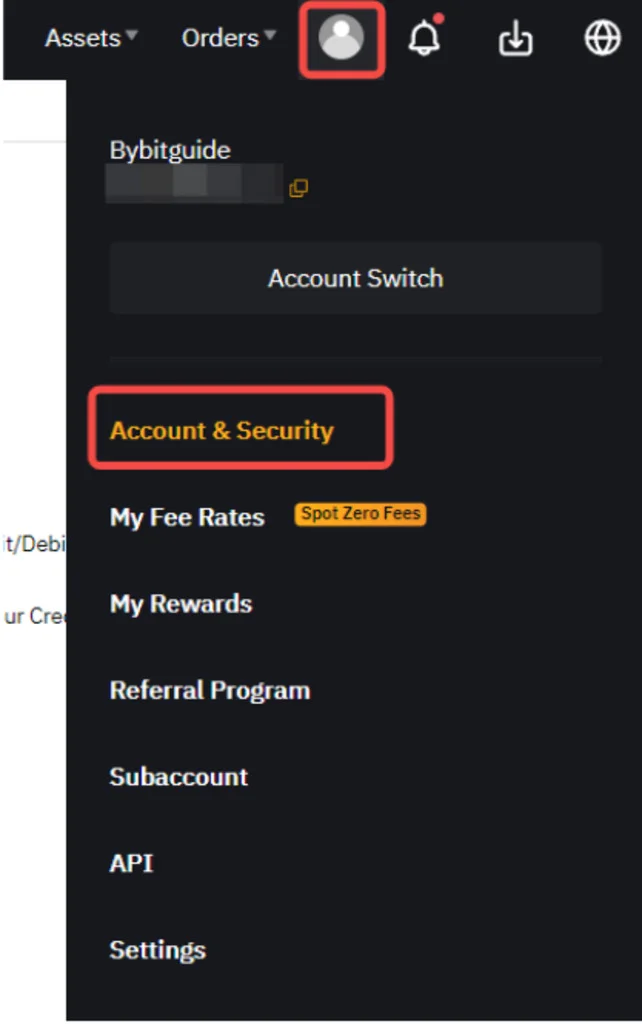 Assets Orders
Bybitguide
Account Switch
Account & Security
My Fee Rates Spot Zero Fees
it/Debi
My Rewards
ur Cre
Referral Program
Subaccount
API
Settings